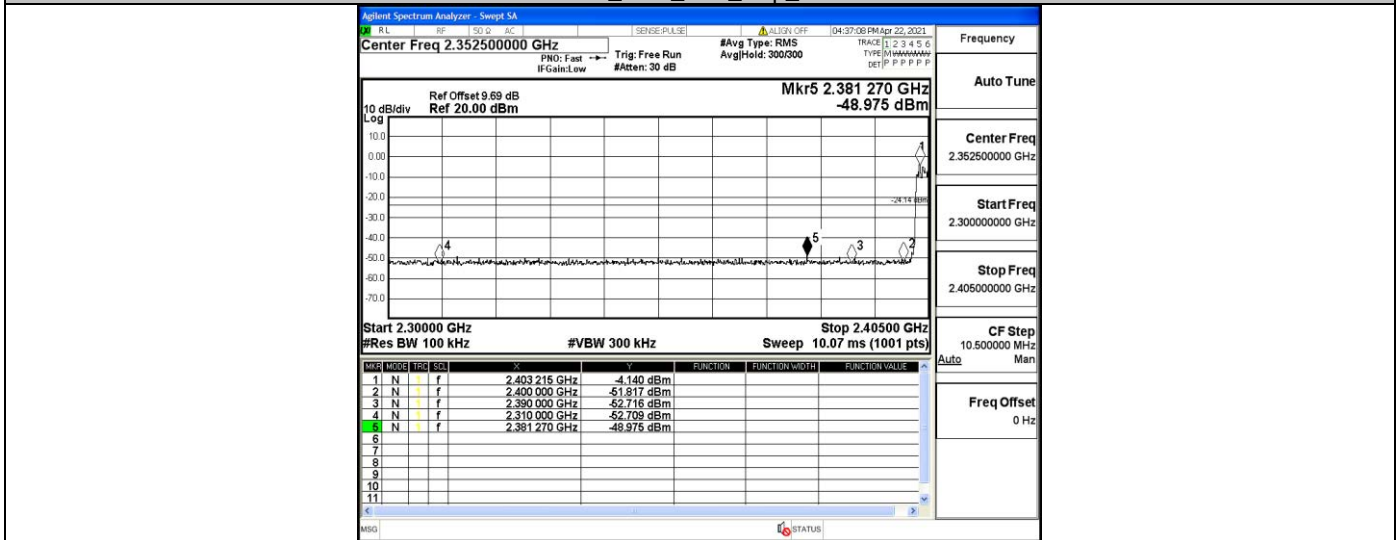 Agilent Spectrum Analyzer - Swept SA
RL RF 50 Ω AC SENSE:PULSE ALIGN OFF 04:37:08 PM Apr 22, 2021
Center Freq 2.352500000 GHz
PNO: Fast
IFGain:Low
Trig: Free Run
#Atten: 30 dB
#Avg Type: RMS
Avg|Hold: 300/300
TRACE 1 2 3 4 5 6
TYPE M W W W W W
DET P P P P P P
Ref Offset 9.69 dB
Ref 20.00 dBm
10 dB/div
Log
Mkr5 2.381 270 GHz
-48.975 dBm
10.0
0.00
-10.0
-20.0
-30.0
-40.0
-50.0
-60.0
-70.0
1
-24.14 dBm
4
5
3
2
Start 2.30000 GHz Stop 2.40500 GHz
#Res BW 100 kHz #VBW 300 kHz Sweep 10.07 ms (1001 pts)
MKR MODE TRC SCL X Y FUNCTION FUNCTION WIDTH FUNCTION VALUE
1 N 1 f 2.403 215 GHz -4.140 dBm
2 N 1 f 2.400 000 GHz -51.817 dBm
3 N 1 f 2.390 000 GHz -52.716 dBm
4 N 1 f 2.310 000 GHz -52.709 dBm
5 N 1 f 2.381 270 GHz -48.975 dBm
6
7
8
9
10
11
MSG STATUS
Frequency
Auto Tune
Center Freq
2.352500000 GHz
Start Freq
2.300000000 GHz
Stop Freq
2.405000000 GHz
CF Step
10.500000 MHz
Auto Man
Freq Offset
0 Hz